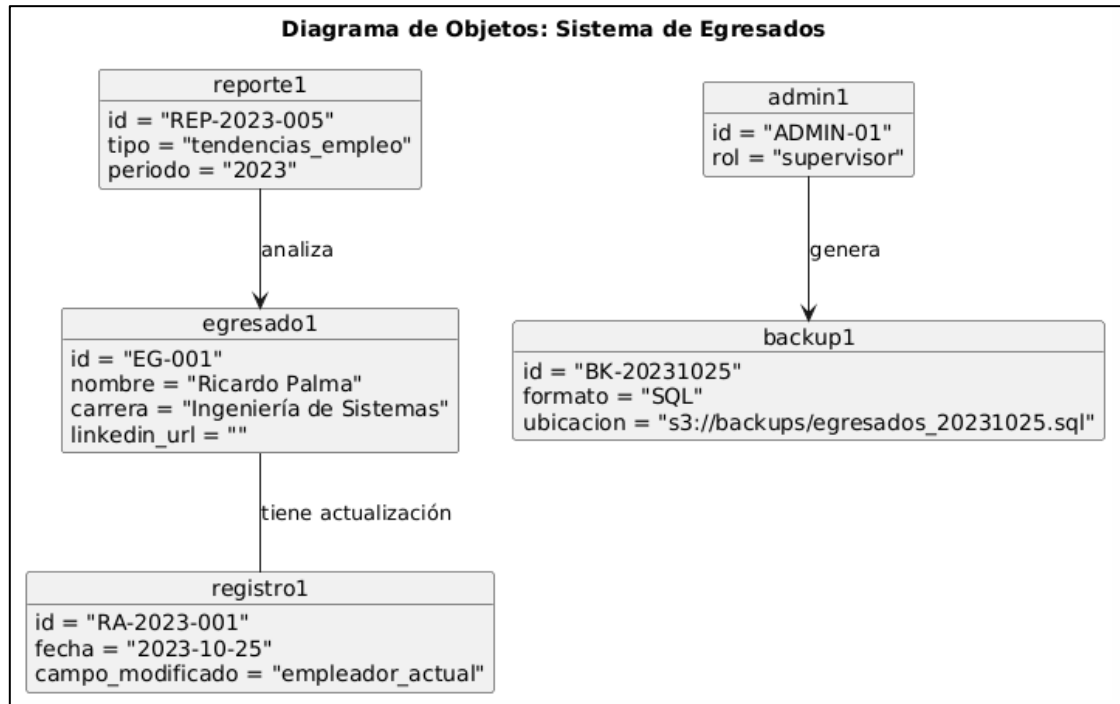 Diagrama de Objetos: Sistema de Egresados
reporte1
id = "REP-2023-005"
tipo = "tendencias_empleo"
periodo = "2023"
admin1
id = "ADMIN-01"
rol = "supervisor"
analiza
genera
egresado1
id = "EG-001"
nombre = "Ricardo Palma"
carrera = "Ingeniería de Sistemas"
linkedin_url = ""
backup1
id = "BK-20231025"
formato = "SQL"
ubicacion = "s3://backups/egresados_20231025.sql"
tiene actualización
registro1
id = "RA-2023-001"
fecha = "2023-10-25"
campo_modificado = "empleador_actual"